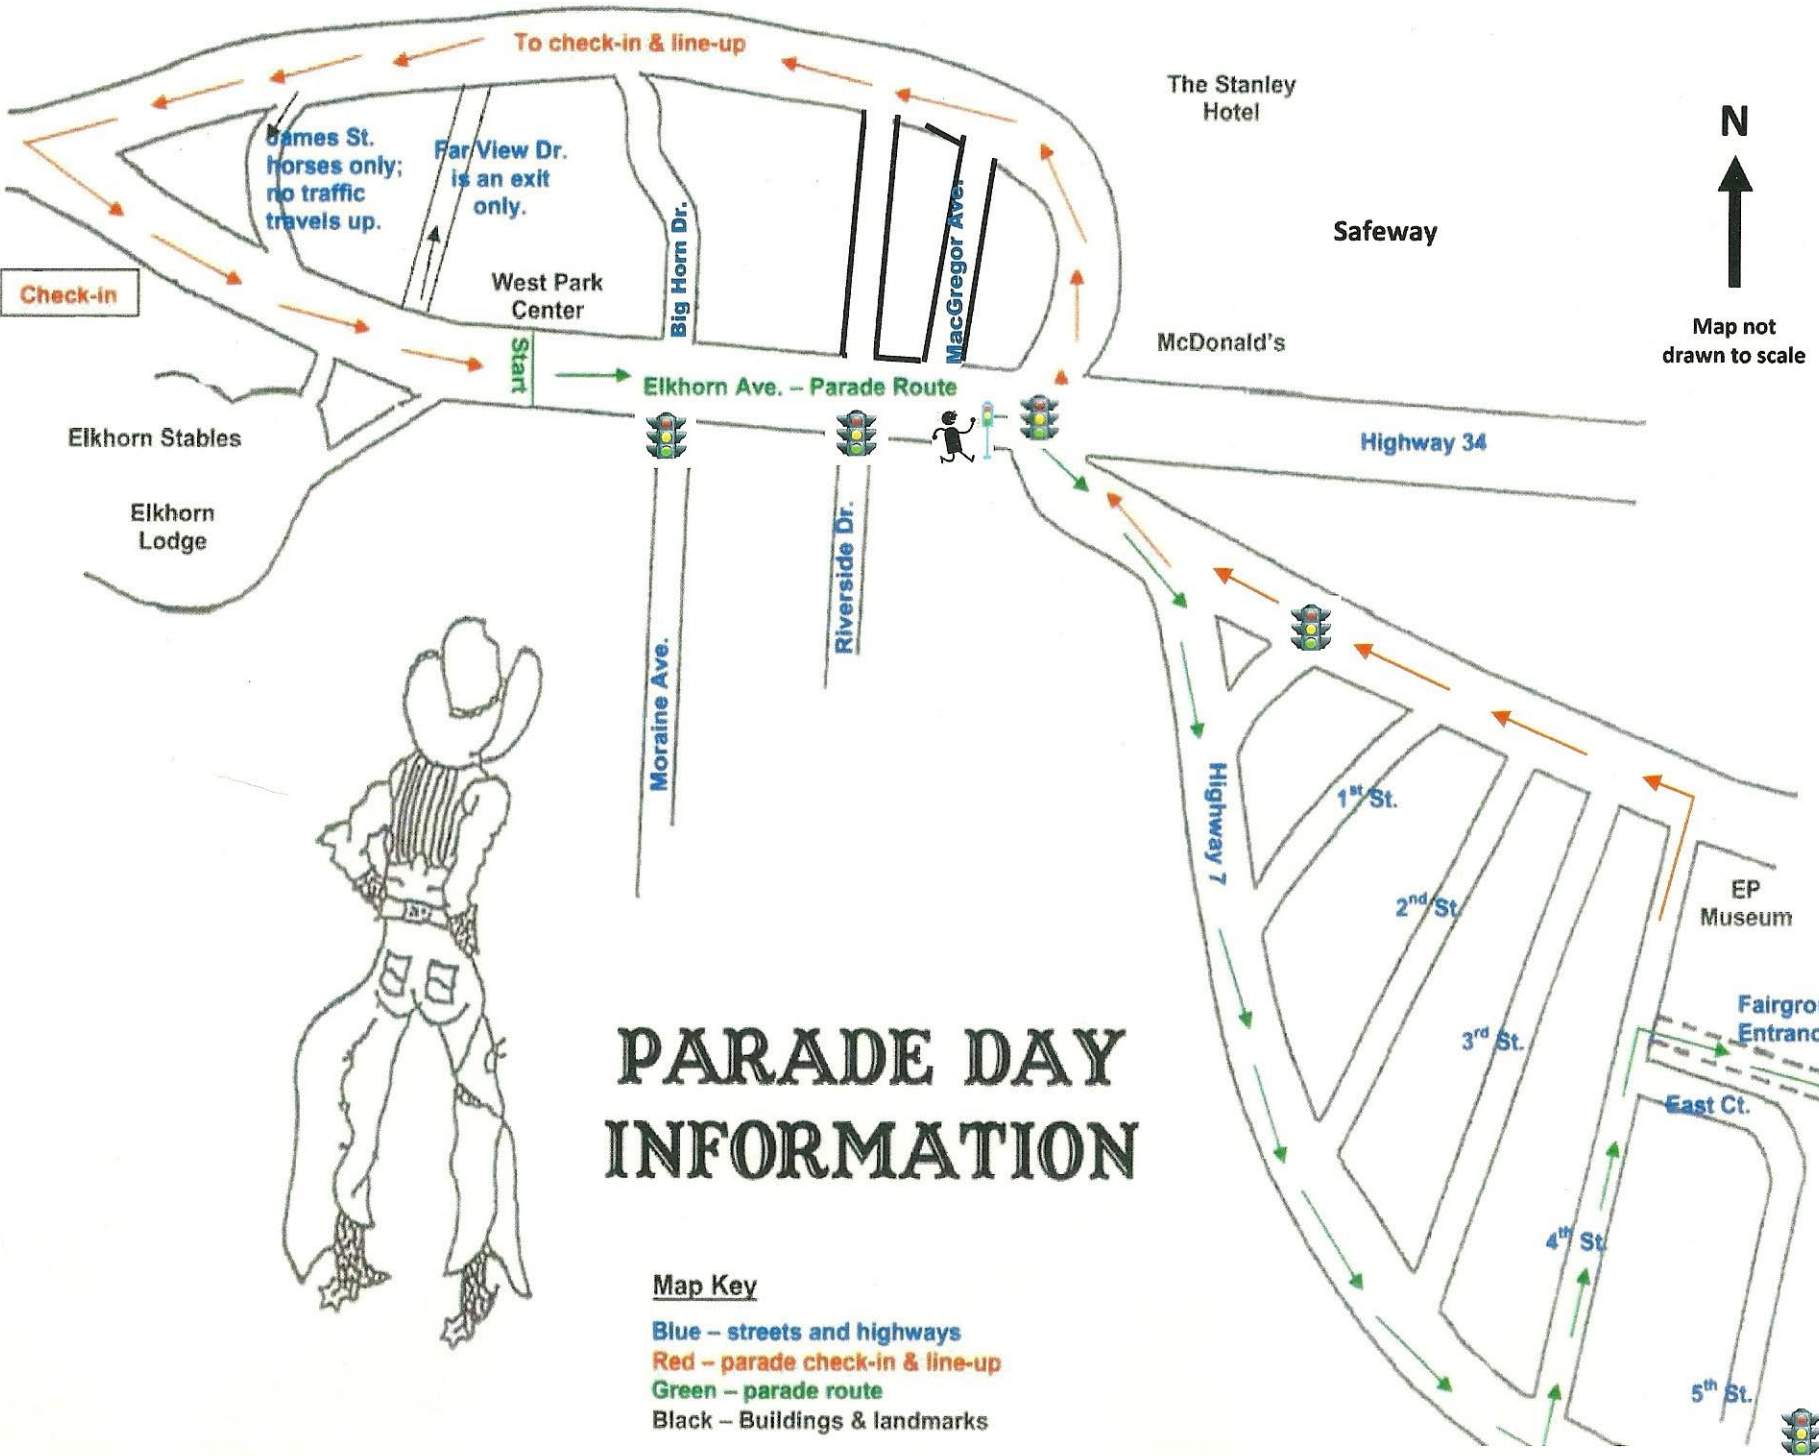 To check-in & line-up
The Stanley
Hotel
N
James St.
horses only;
no traffic
travels up.
Far View Dr.
is an exit
only.
Big Horn Dr.
MacGregor Ave.
Safeway
Check-in
West Park
Center
Map not
drawn to scale
McDonald's
Start
Elkhorn Ave. – Parade Route
Elkhorn Stables
Highway 34
Elkhorn
Lodge
Riverside Dr.
Moraine Ave.
Highway 7
1st St.
2nd St.
EP
Museum
3rd St.
Fairgro
Entranc
East Ct.
PARADE DAY
INFORMATION
4th St.
5th St.
Map Key
Blue – streets and highways
Red – parade check-in & line-up
Green – parade route
Black – Buildings & landmarks